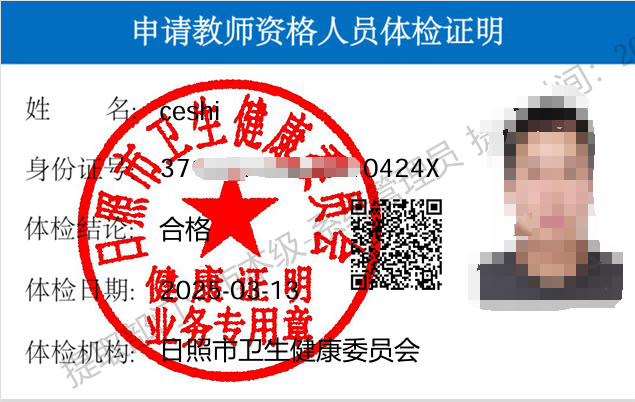 申请教师资格人员体检证明
姓 名: ceshi
身份证号: 37 0424X
体检结论: 合格
体检日期: 2025-03-13
体检机构: 日照市卫生健康委员会
日照市卫生健康委员会
健康证明
业务专用章